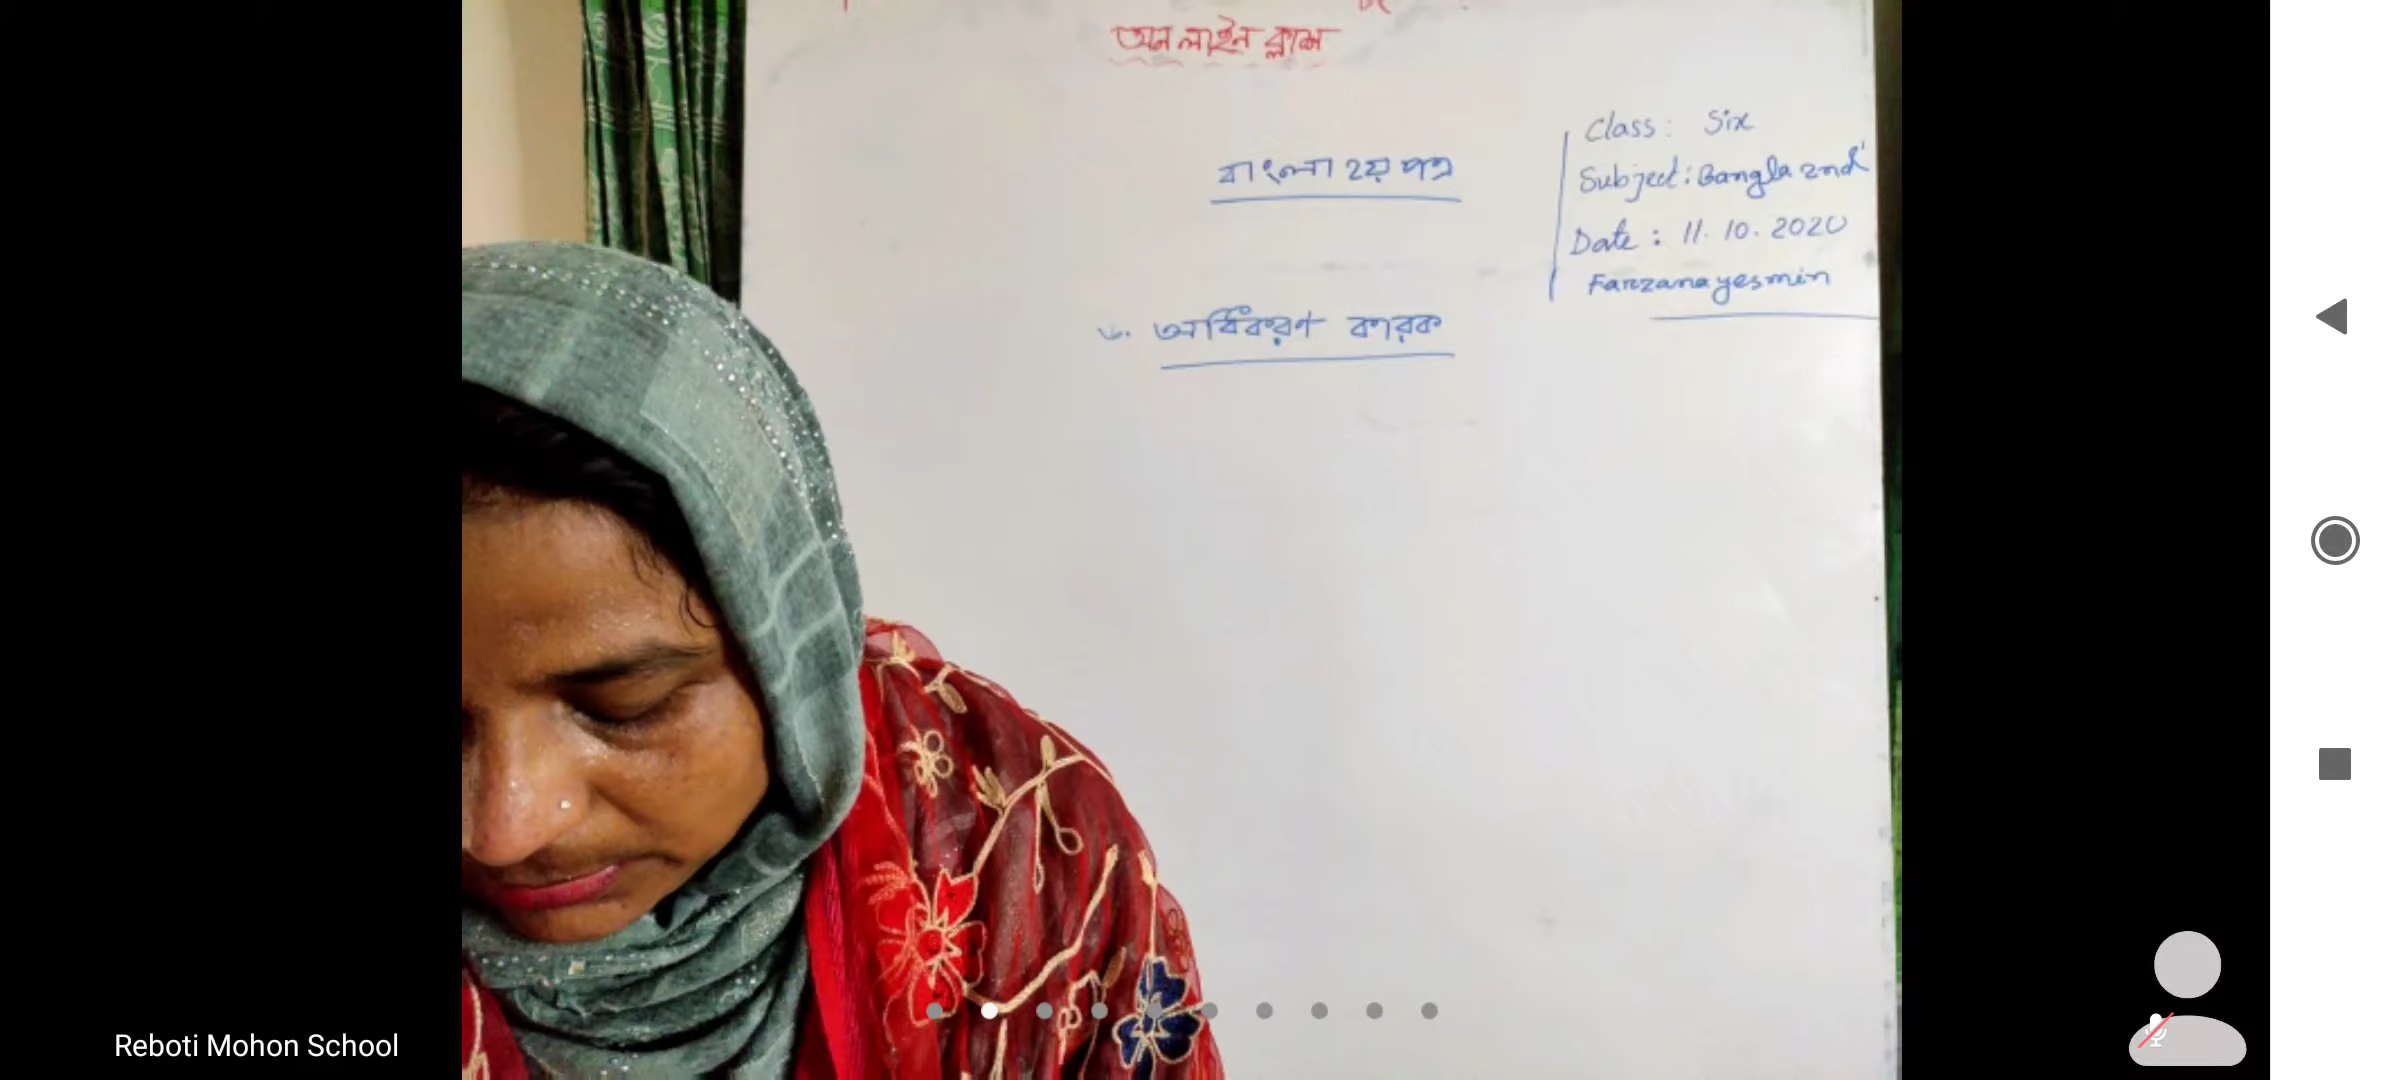 অনলাইন ক্লাস
বাংলা ২য় পত্র
৬. অধিকরণ কারক
Class: Six
Subject: Bangla 2nd
Date: 11.10.2020
Farzana yesmin
Reboti Mohon School